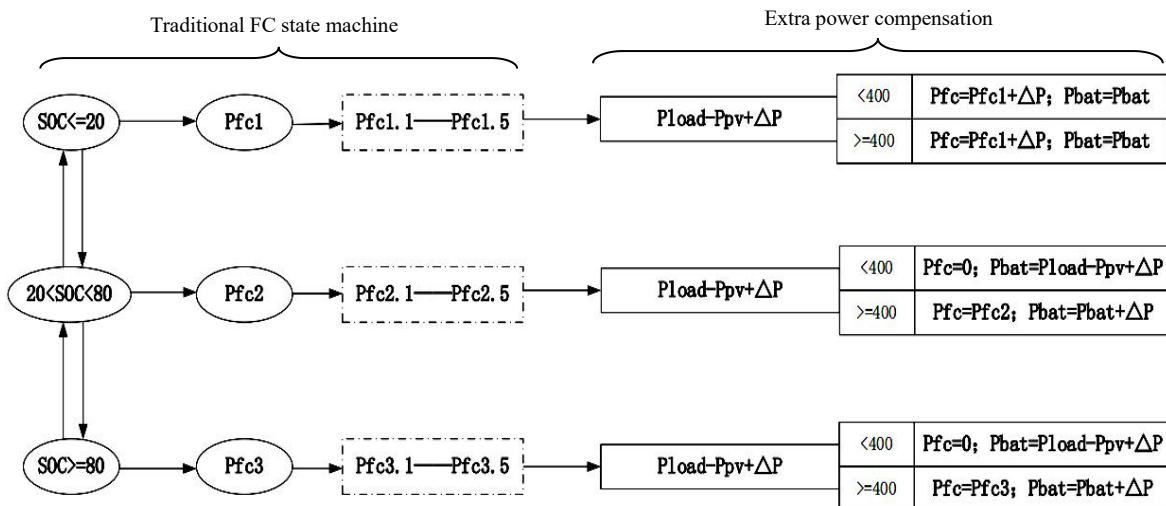 Traditional FC state machine
Extra power compensation
SOC<=20
Pfc1
Pfc1.1——Pfc1.5
Pload-Ppv+△P
<400
Pfc=Pfc1+△P; Pbat=Pbat
>=400
Pfc=Pfc1+△P; Pbat=Pbat
20<SOC<80
Pfc2
Pfc2.1——Pfc2.5
Pload-Ppv+△P
<400
Pfc=0; Pbat=Pload-Ppv+△P
>=400
Pfc=Pfc2; Pbat=Pbat+△P
SOC>=80
Pfc3
Pfc3.1——Pfc3.5
Pload-Ppv+△P
<400
Pfc=0; Pbat=Pload-Ppv+△P
>=400
Pfc=Pfc3; Pbat=Pbat+△P